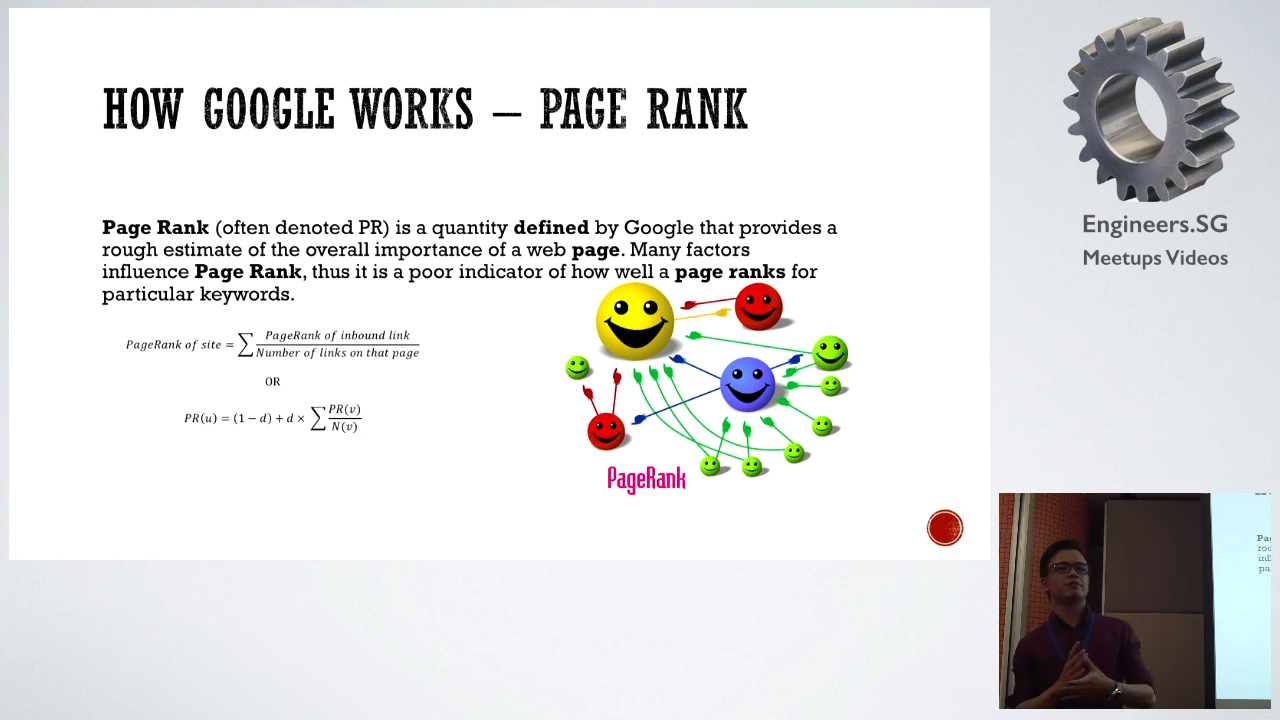 HOW GOOGLE WORKS – PAGE RANK
Page Rank (often denoted PR) is a quantity defined by Google that provides a
rough estimate of the overall importance of a web page. Many factors
influence Page Rank, thus it is a poor indicator of how well a page ranks for
particular keywords.
PageRank of site = ∑ PageRank of inbound link / Number of links on that page
OR
PR(u) = (1 − d) + d × ∑ PR(v) / N(v)
PageRank
Engineers.SG
Meetups Videos